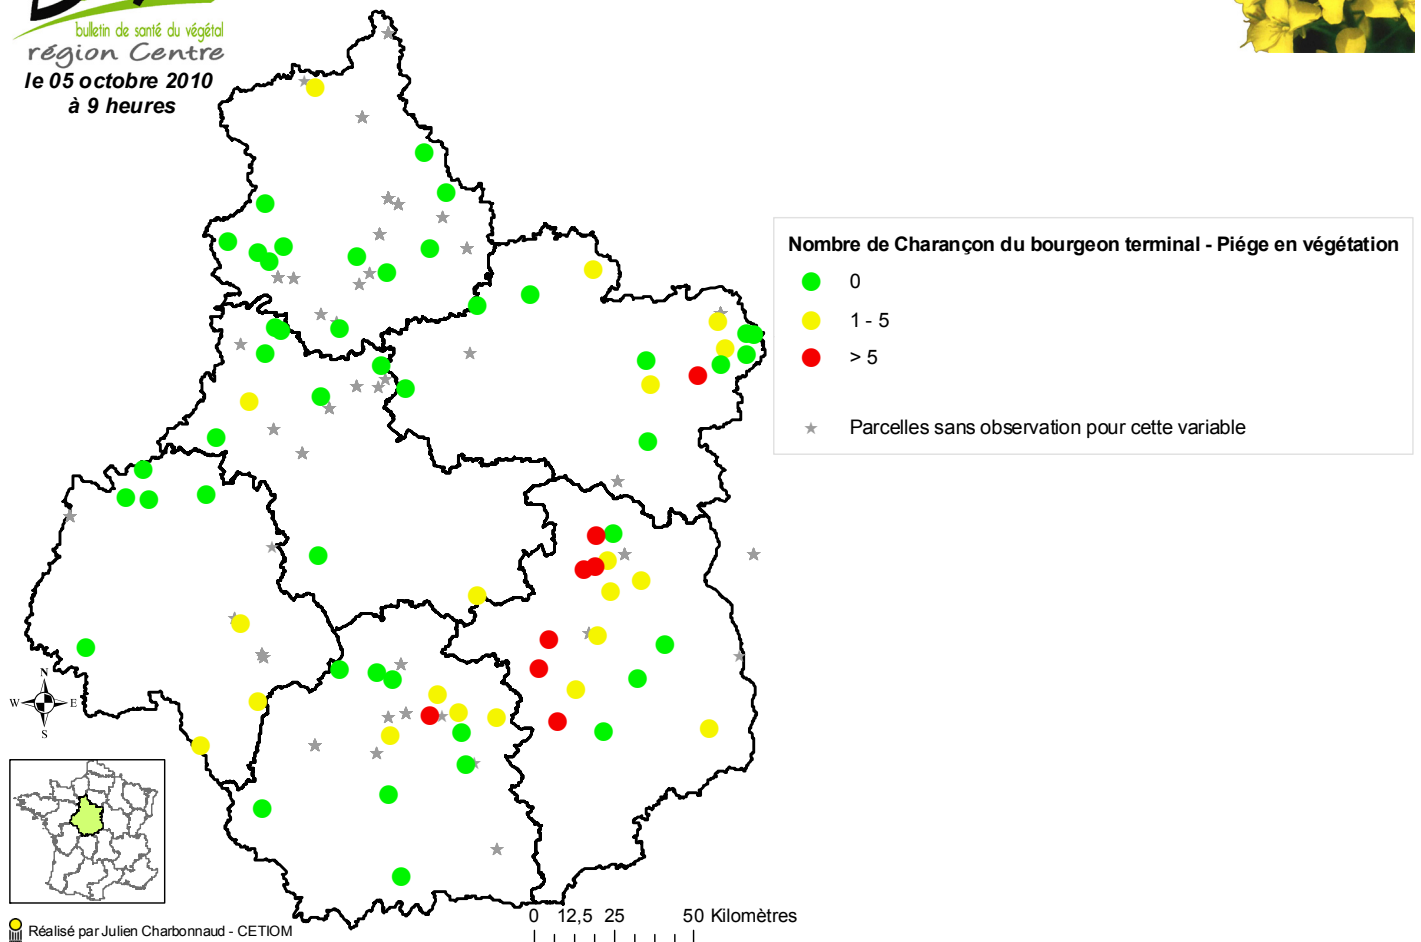 bulletin de santé du végétal
région Centre
le 05 octobre 2010
à 9 heures
Nombre de Charançon du bourgeon terminal - Piége en végétation
0
1 - 5
> 5
Parcelles sans observation pour cette variable
N
W E
S
Réalisé par Julien Charbonnaud - CETIOM
0 12,5 25 50 Kilomètres